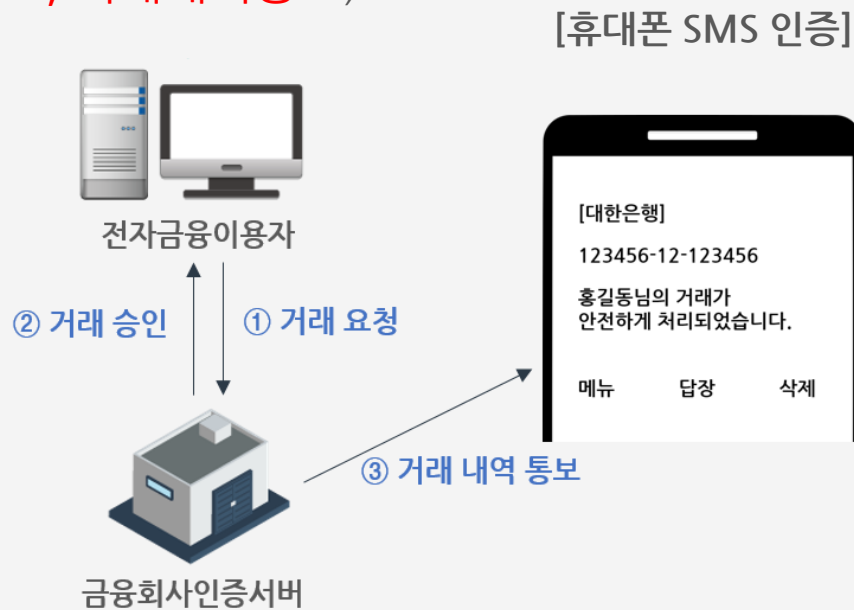 [휴대폰 SMS 인증]
전자금융이용자
② 거래 승인
① 거래 요청
[대한은행]
123456-12-123456
홍길동님의 거래가
안전하게 처리되었습니다.
메뉴 답장 삭제
③ 거래 내역 통보
금융회사인증서버